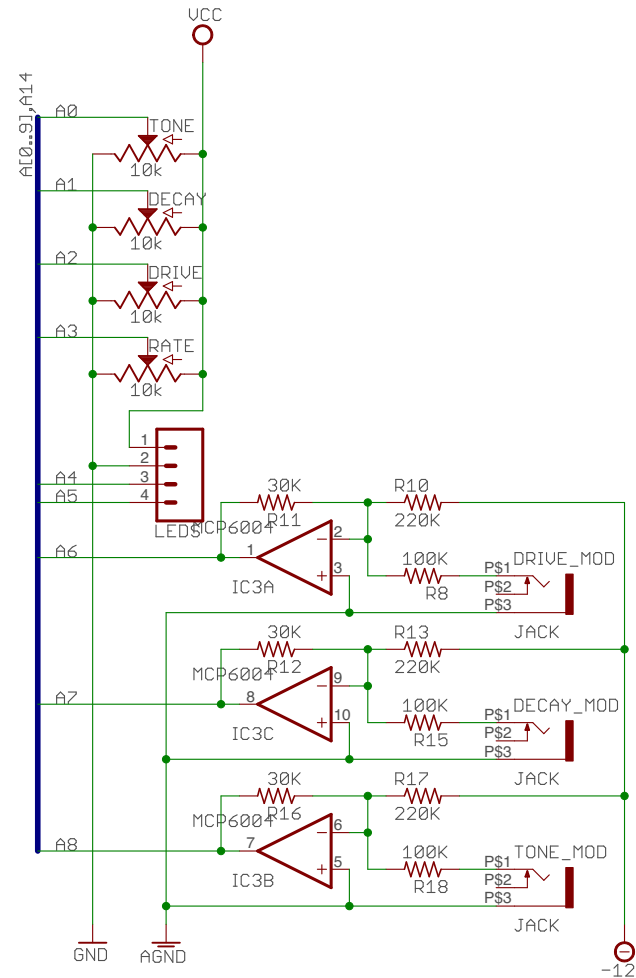 VCC
A[0..9],A14
A0
TONE
10k
A1
DECAY
10k
A2
DRIVE
10k
A3
RATE
10k
1
2
A4 3
A5 4
LEDS
30K
R11
R10
220K
MCP6004
2
A6
1
3
IC3A
100K
R8
DRIVE_MOD
P$1
P$2
P$3
JACK
30K
R12
R13
220K
MCP6004
9
A7
8
10
IC3C
100K
R15
DECAY_MOD
P$1
P$2
P$3
JACK
30K
R16
R17
220K
MCP6004
6
A8
7
5
IC3B
100K
R18
TONE_MOD
P$1
P$2
P$3
JACK
GND
AGND
-12